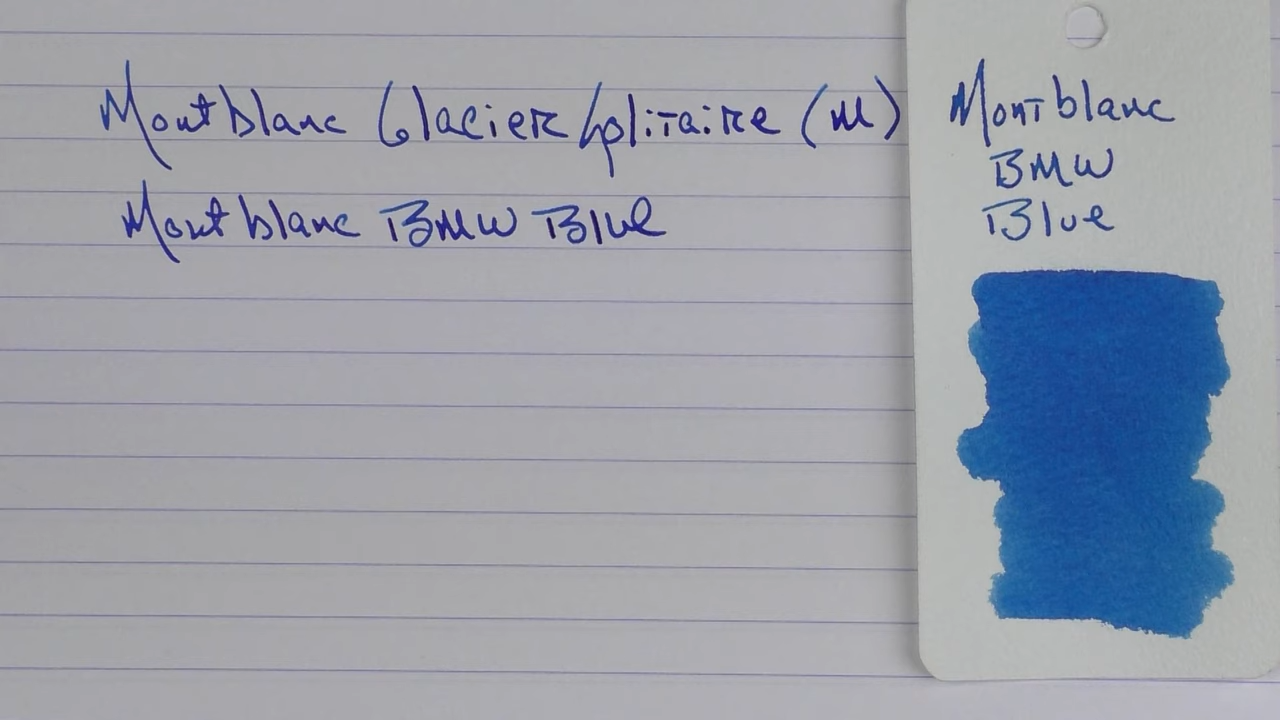 Montblanc Glacier Solitaire (M)
Montblanc BMW Blue
Montblanc
BMW
Blue